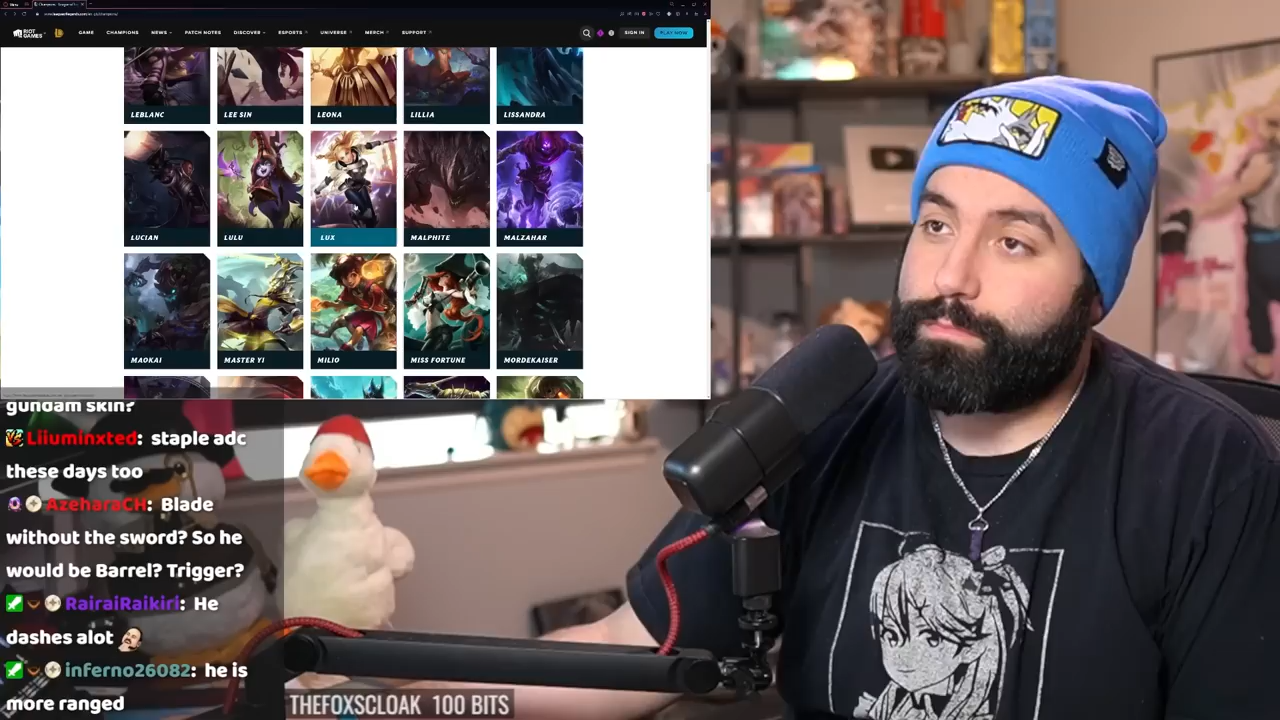 RIOT GAMES
GAME CHAMPIONS NEWS PATCH NOTES DISCOVER ESPORTS UNIVERSE MERCH SUPPORT SIGN IN PLAY NOW
LEBLANC LEE SIN LEONA LILLIA LISSANDRA
LUCIAN LULU LUX MALPHITE MALZAHAR
MAOKAI MASTER YI MILIO MISS FORTUNE MORDEKAISER
gundam skin?
Liiuminxted: staple adc
these days too
AzeharaCH: Blade
without the sword? So he
would be Barrel? Trigger?
RairaiRaikiri: He
dashes alot
inferno26082: he is
more ranged
THEFOXSCLOAK 100 BITS